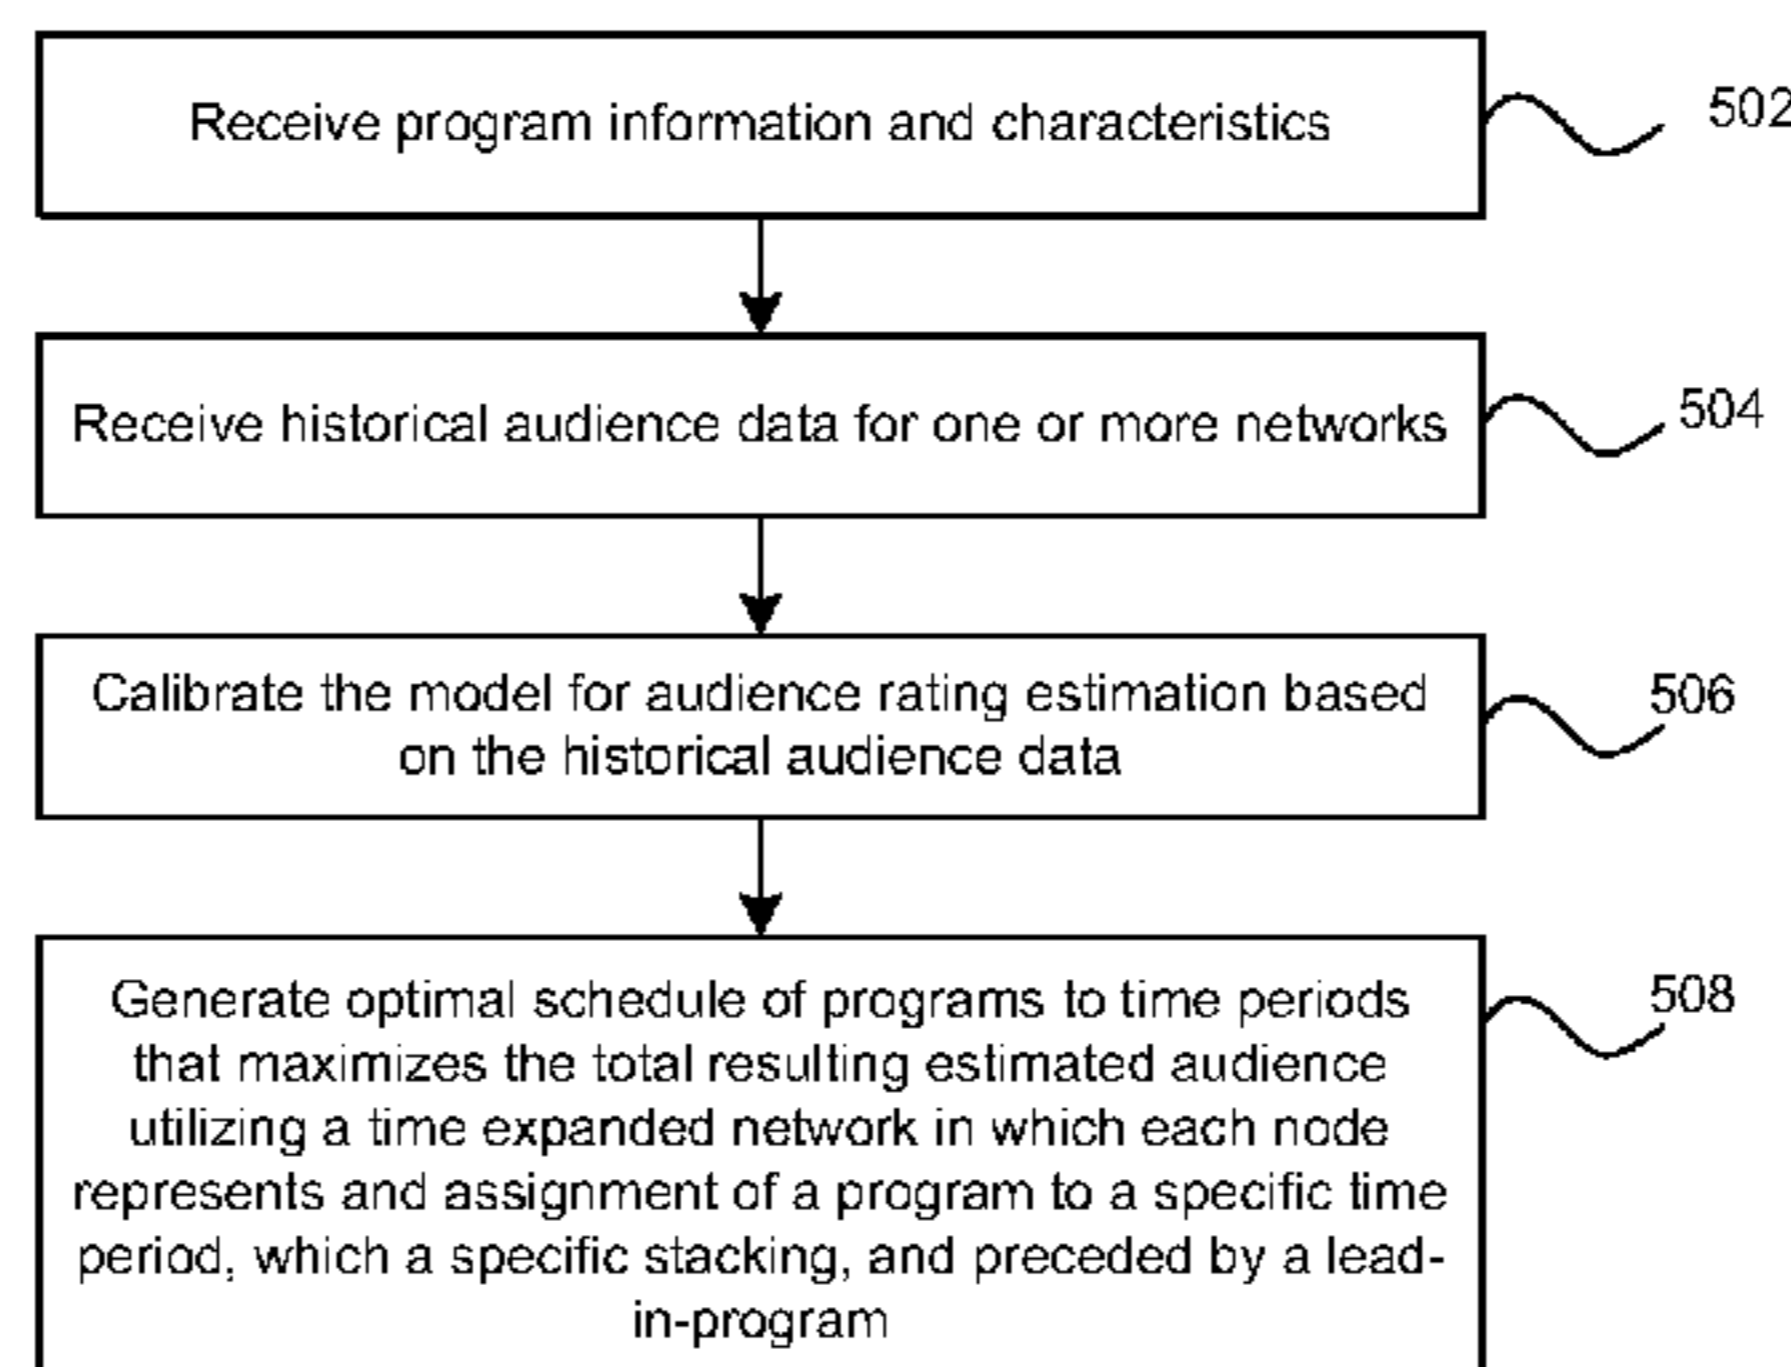 Receive program information and characteristics
502
Receive historical audience data for one or more networks
504
Calibrate the model for audience rating estimation based
on the historical audience data
506
Generate optimal schedule of programs to time periods
that maximizes the total resulting estimated audience
utilizing a time expanded network in which each node
represents and assignment of a program to a specific time
period, which a specific stacking, and preceded by a lead-
in-program
508